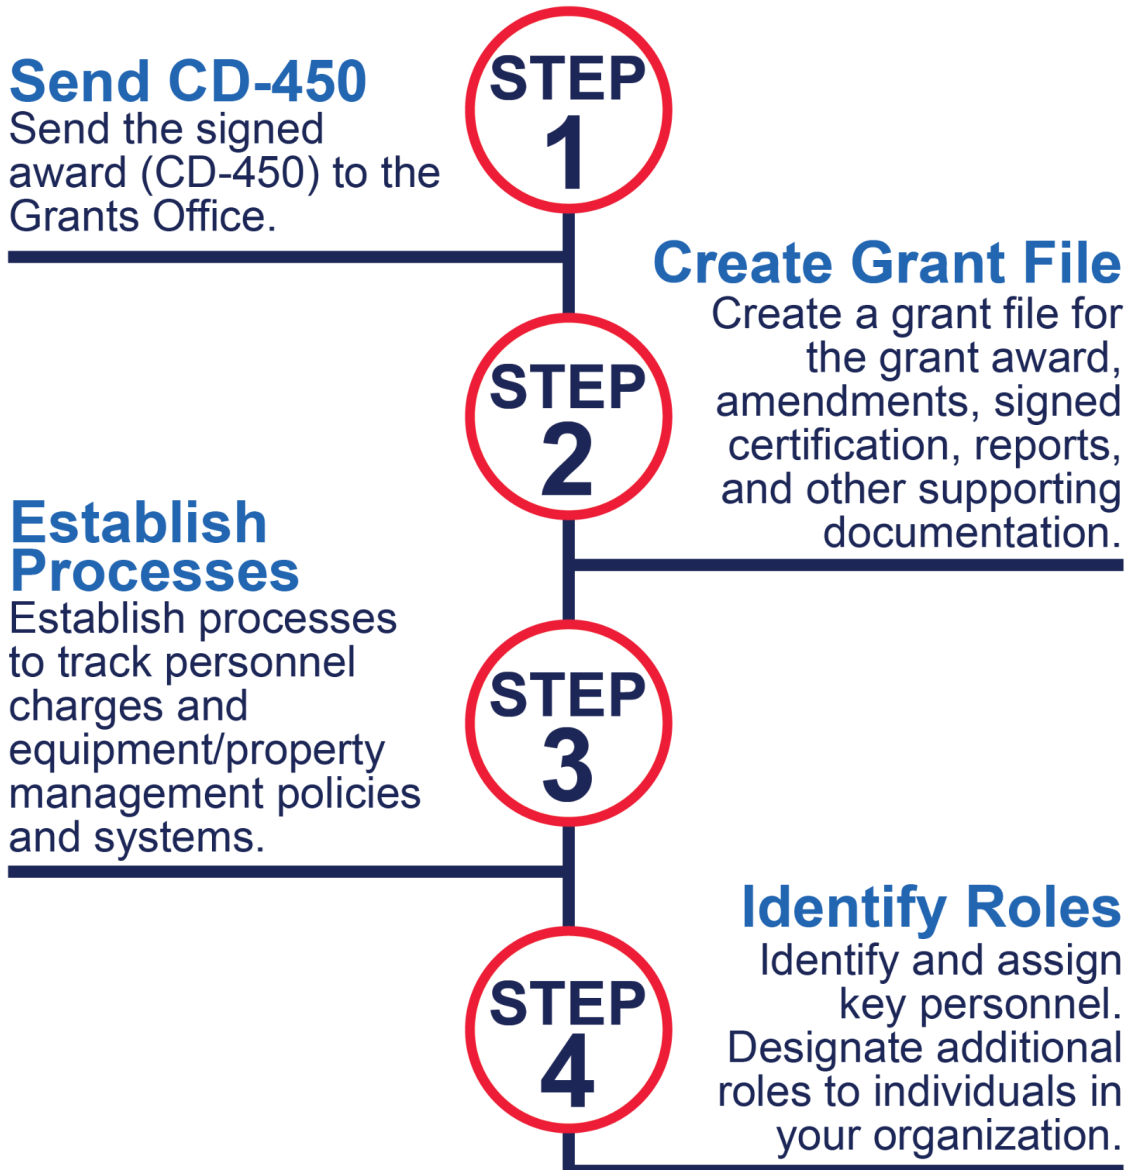 STEP
1
Send CD-450
Send the signed
award (CD-450) to the
Grants Office.
STEP
2
Create Grant File
Create a grant file for
the grant award,
amendments, signed
certification, reports,
and other supporting
documentation.
STEP
3
Establish
Processes
Establish processes
to track personnel
charges and
equipment/property
management policies
and systems.
STEP
4
Identify Roles
Identify and assign
key personnel.
Designate additional
roles to individuals in
your organization.